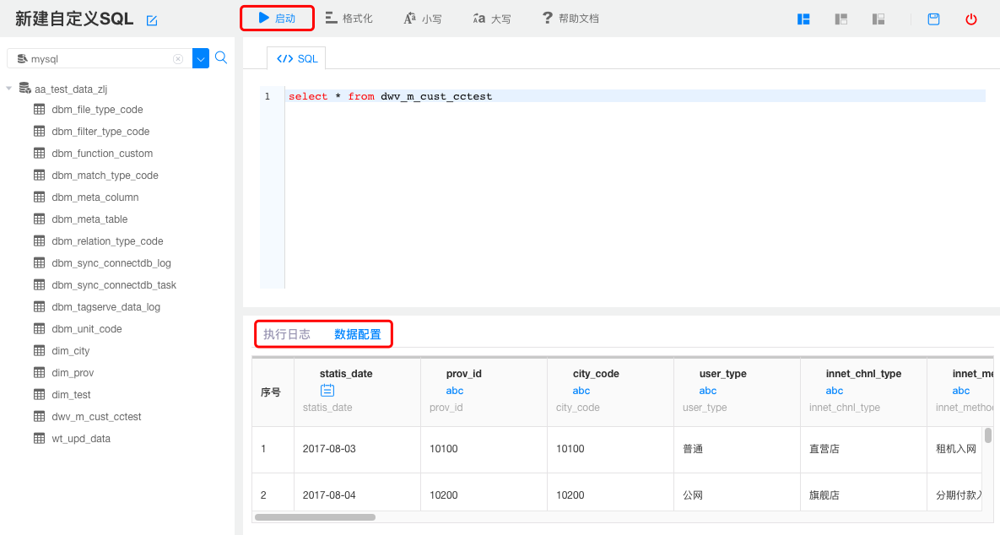 新建自定义SQL
启动
格式化
小写
大写
帮助文档
mysql
aa_test_data_zlj
dbm_file_type_code
dbm_filter_type_code
dbm_function_custom
dbm_match_type_code
dbm_meta_column
dbm_meta_table
dbm_relation_type_code
dbm_sync_connectdb_log
dbm_sync_connectdb_task
dbm_tagserve_data_log
dbm_unit_code
dim_city
dim_prov
dim_test
dwv_m_cust_cctest
wt_upd_data
</> SQL
1 select * from dwv_m_cust_cctest
执行日志 数据配置
序号
statis_date prov_id city_code user_type innet_chnl_type innet_me
abc abc abc abc abc
statis_date prov_id city_code user_type innet_chnl_type innet_method
1 2017-08-03 10100 10100 普通 直营店 租机入网
2 2017-08-04 10200 10200 公网 旗舰店 分期付款入